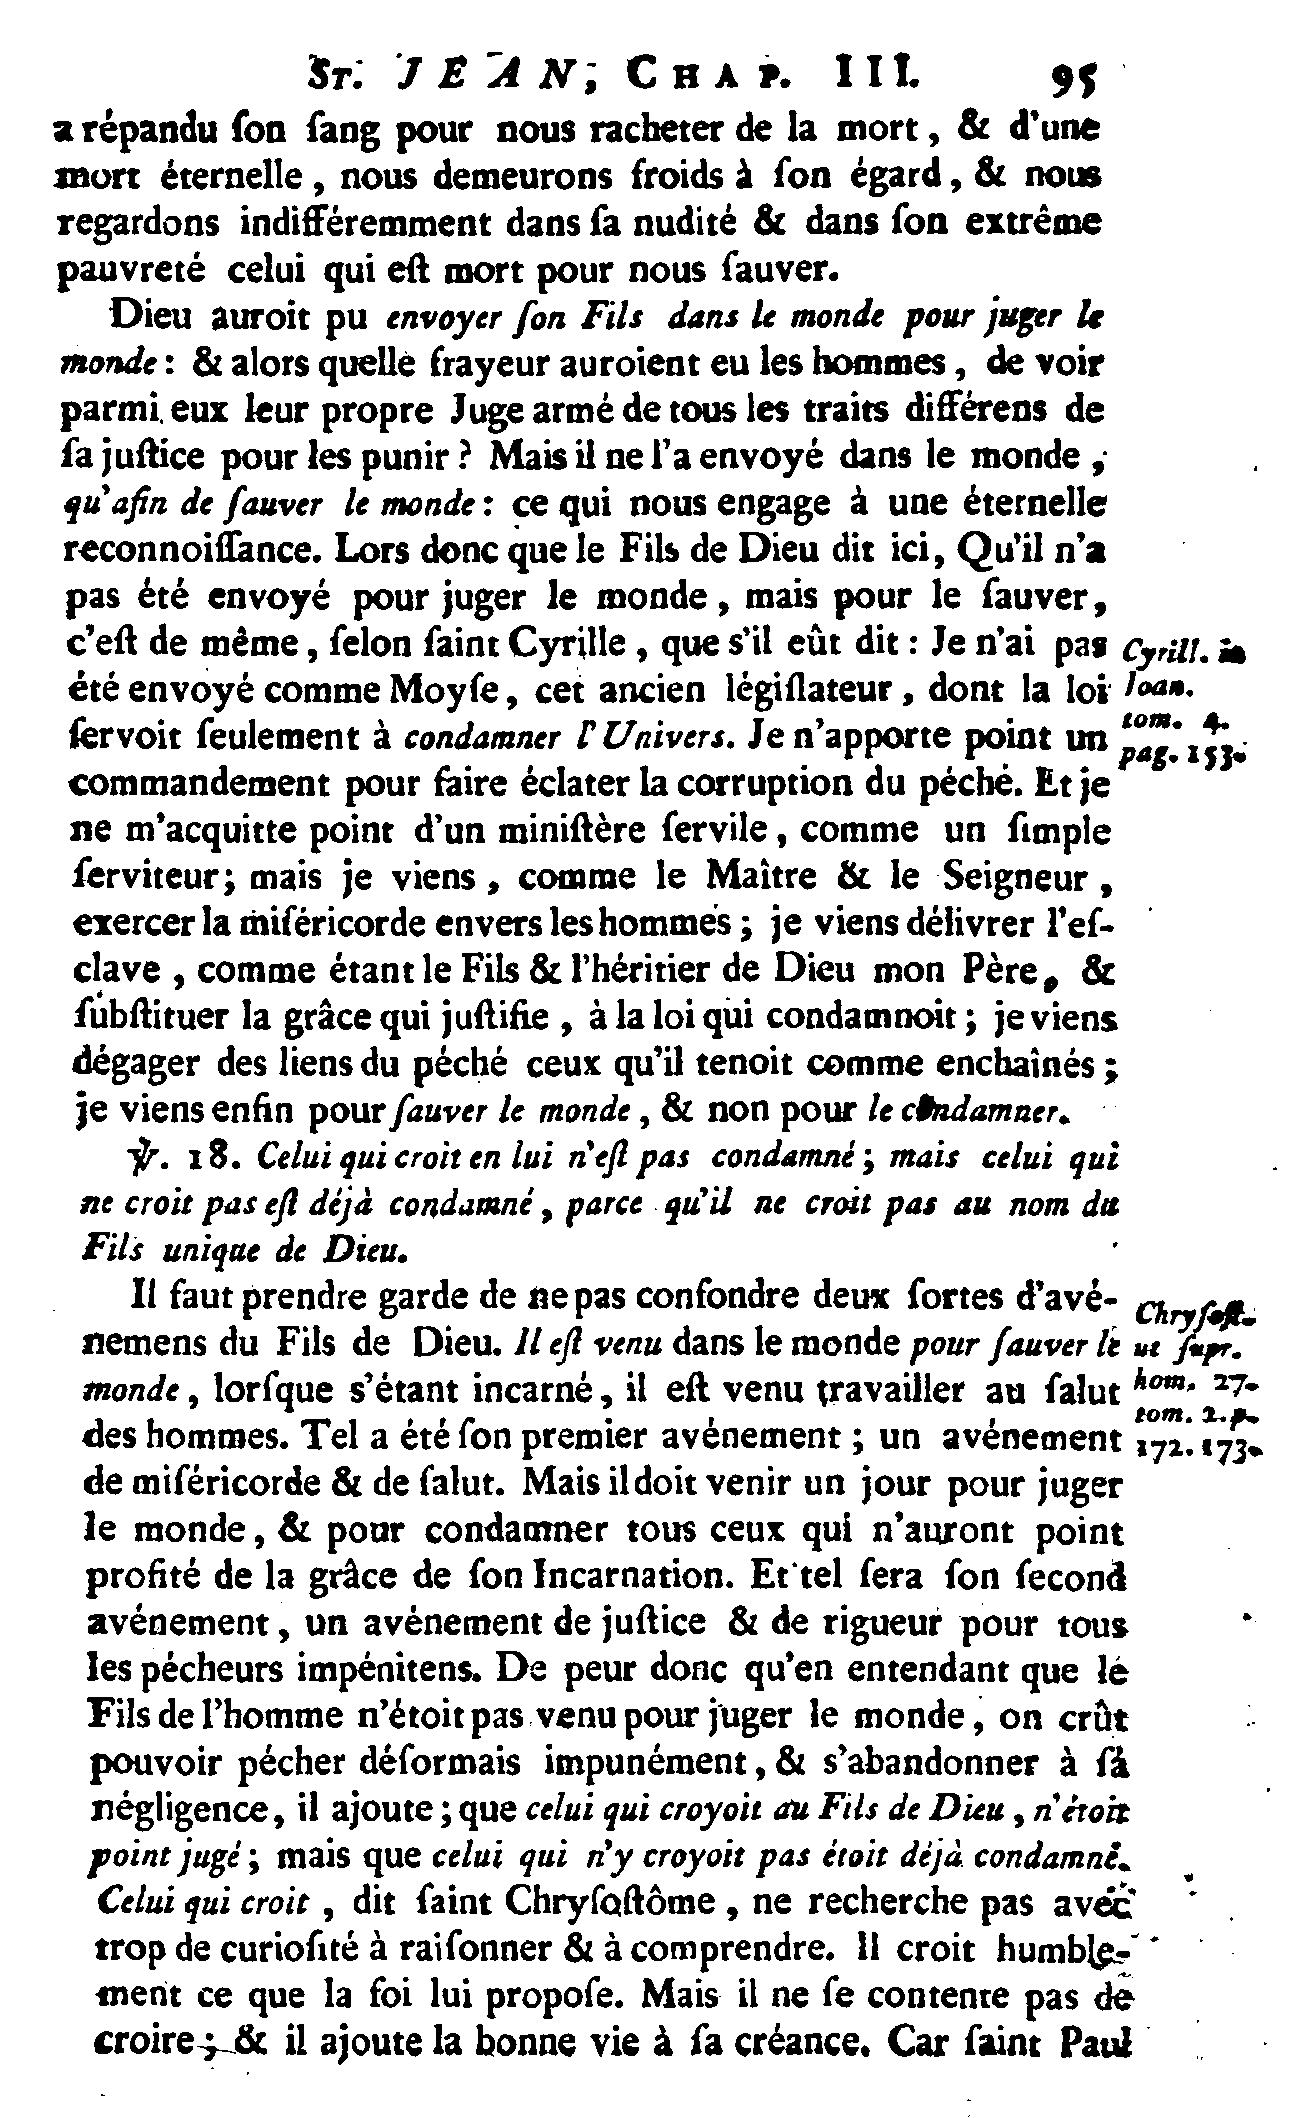 ST. JEAN, CHAP. III. 95
a répandu ſon ſang pour nous racheter de la mort, & d'une
mort éternelle, nous demeurons froids à ſon égard, & nous
regardons indifféremment dans ſa nudité & dans ſon extrême
pauvreté celui qui eſt mort pour nous ſauver.
Dieu auroit pu envoyer ſon Fils dans le monde pour juger le
monde: & alors quelle frayeur auroient eu les hommes, de voir
parmi eux leur propre Juge armé de tous les traits différens de
ſa juſtice pour les punir? Mais il ne l'a envoyé dans le monde,
qu'afin de ſauver le monde: ce qui nous engage à une éternelle
reconnoiſſance. Lors donc que le Fils de Dieu dit ici, Qu'il n'a
pas été envoyé pour juger le monde, mais pour le ſauver,
c'eſt de même, ſelon ſaint Cyrille, que s'il eût dit: Je n'ai pas
été envoyé comme Moyſe, cet ancien légiſlateur, dont la loi
ſervoit ſeulement à condamner l'Univers. Je n'apporte point un
commandement pour faire éclater la corruption du péché. Et je
ne m'acquitte point d'un miniſtère ſervile, comme un ſimple
ſerviteur; mais je viens, comme le Maître & le Seigneur,
exercer la miſéricorde envers les hommes; je viens délivrer l'eſ-
clave, comme étant le Fils & l'héritier de Dieu mon Père, &
ſubſtituer la grâce qui juſtifie, à la loi qui condamnoit; je viens
dégager des liens du péché ceux qu'il tenoit comme enchaînés;
je viens enfin pour ſauver le monde, & non pour le condamner.
Cyrill. in
Joan.
tom. 4.
pag. 153.
℣. 18. Celui qui croit en lui n'eſt pas condamné; mais celui qui
ne croit pas eſt déjà condamné, parce qu'il ne croit pas au nom du
Fils unique de Dieu.
Il faut prendre garde de ne pas confondre deux ſortes d'avé-
nemens du Fils de Dieu. Il eſt venu dans le monde pour ſauver le
monde, lorſque s'étant incarné, il eſt venu travailler au ſalut
des hommes. Tel a été ſon premier avénement; un avénement
de miſéricorde & de ſalut. Mais il doit venir un jour pour juger
le monde, & pour condamner tous ceux qui n'auront point
profité de la grâce de ſon Incarnation. Et tel ſera ſon ſecond
avénement, un avénement de juſtice & de rigueur pour tous
les pécheurs impénitens. De peur donc qu'en entendant que le
Fils de l'homme n'étoit pas venu pour juger le monde, on crût
pouvoir pécher déſormais impunément, & s'abandonner à ſa
négligence, il ajoute; que celui qui croyoit au Fils de Dieu, n'étoit
point jugé; mais que celui qui n'y croyoit pas étoit déjà condamné.
Celui qui croit, dit ſaint Chryſoſtôme, ne recherche pas avec
trop de curioſité à raiſonner & à comprendre. Il croit humble-
ment ce que la foi lui propoſe. Mais il ne ſe contente pas de
croire; & il ajoute la bonne vie à ſa créance. Car ſaint Paul
Chryſoſt.
ut ſupr.
hom. 27.
tom. 2. p.
172. 173.